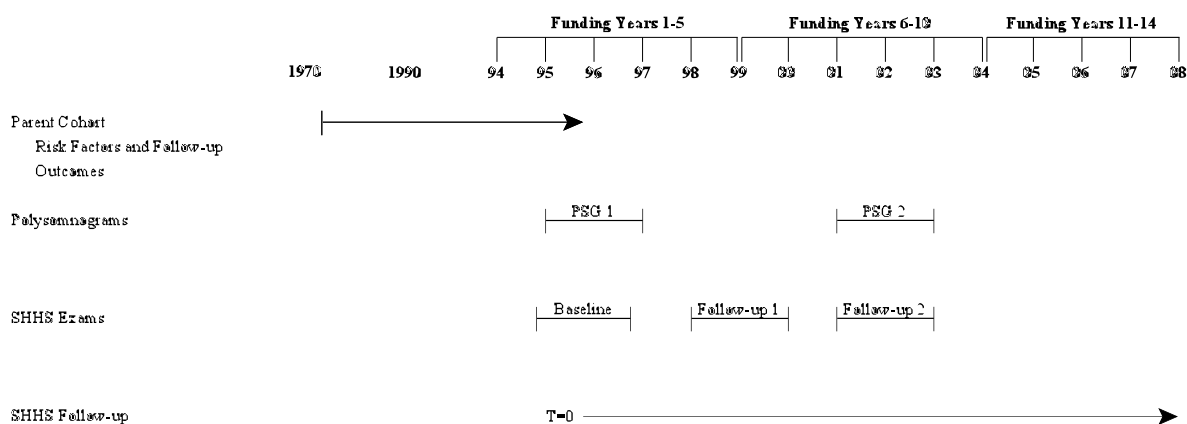 Funding Years 1-5 Funding Years 6-10 Funding Years 11-14
1970 1990 94 95 96 97 98 99 00 01 02 03 04 05 06 07 08
Parent Cohort
Risk Factors and Follow-up
Outcomes
Polysomnograms PSG 1 PSG 2
SHHS Exams Baseline Follow-up 1 Follow-up 2
SHHS Follow-up T=0